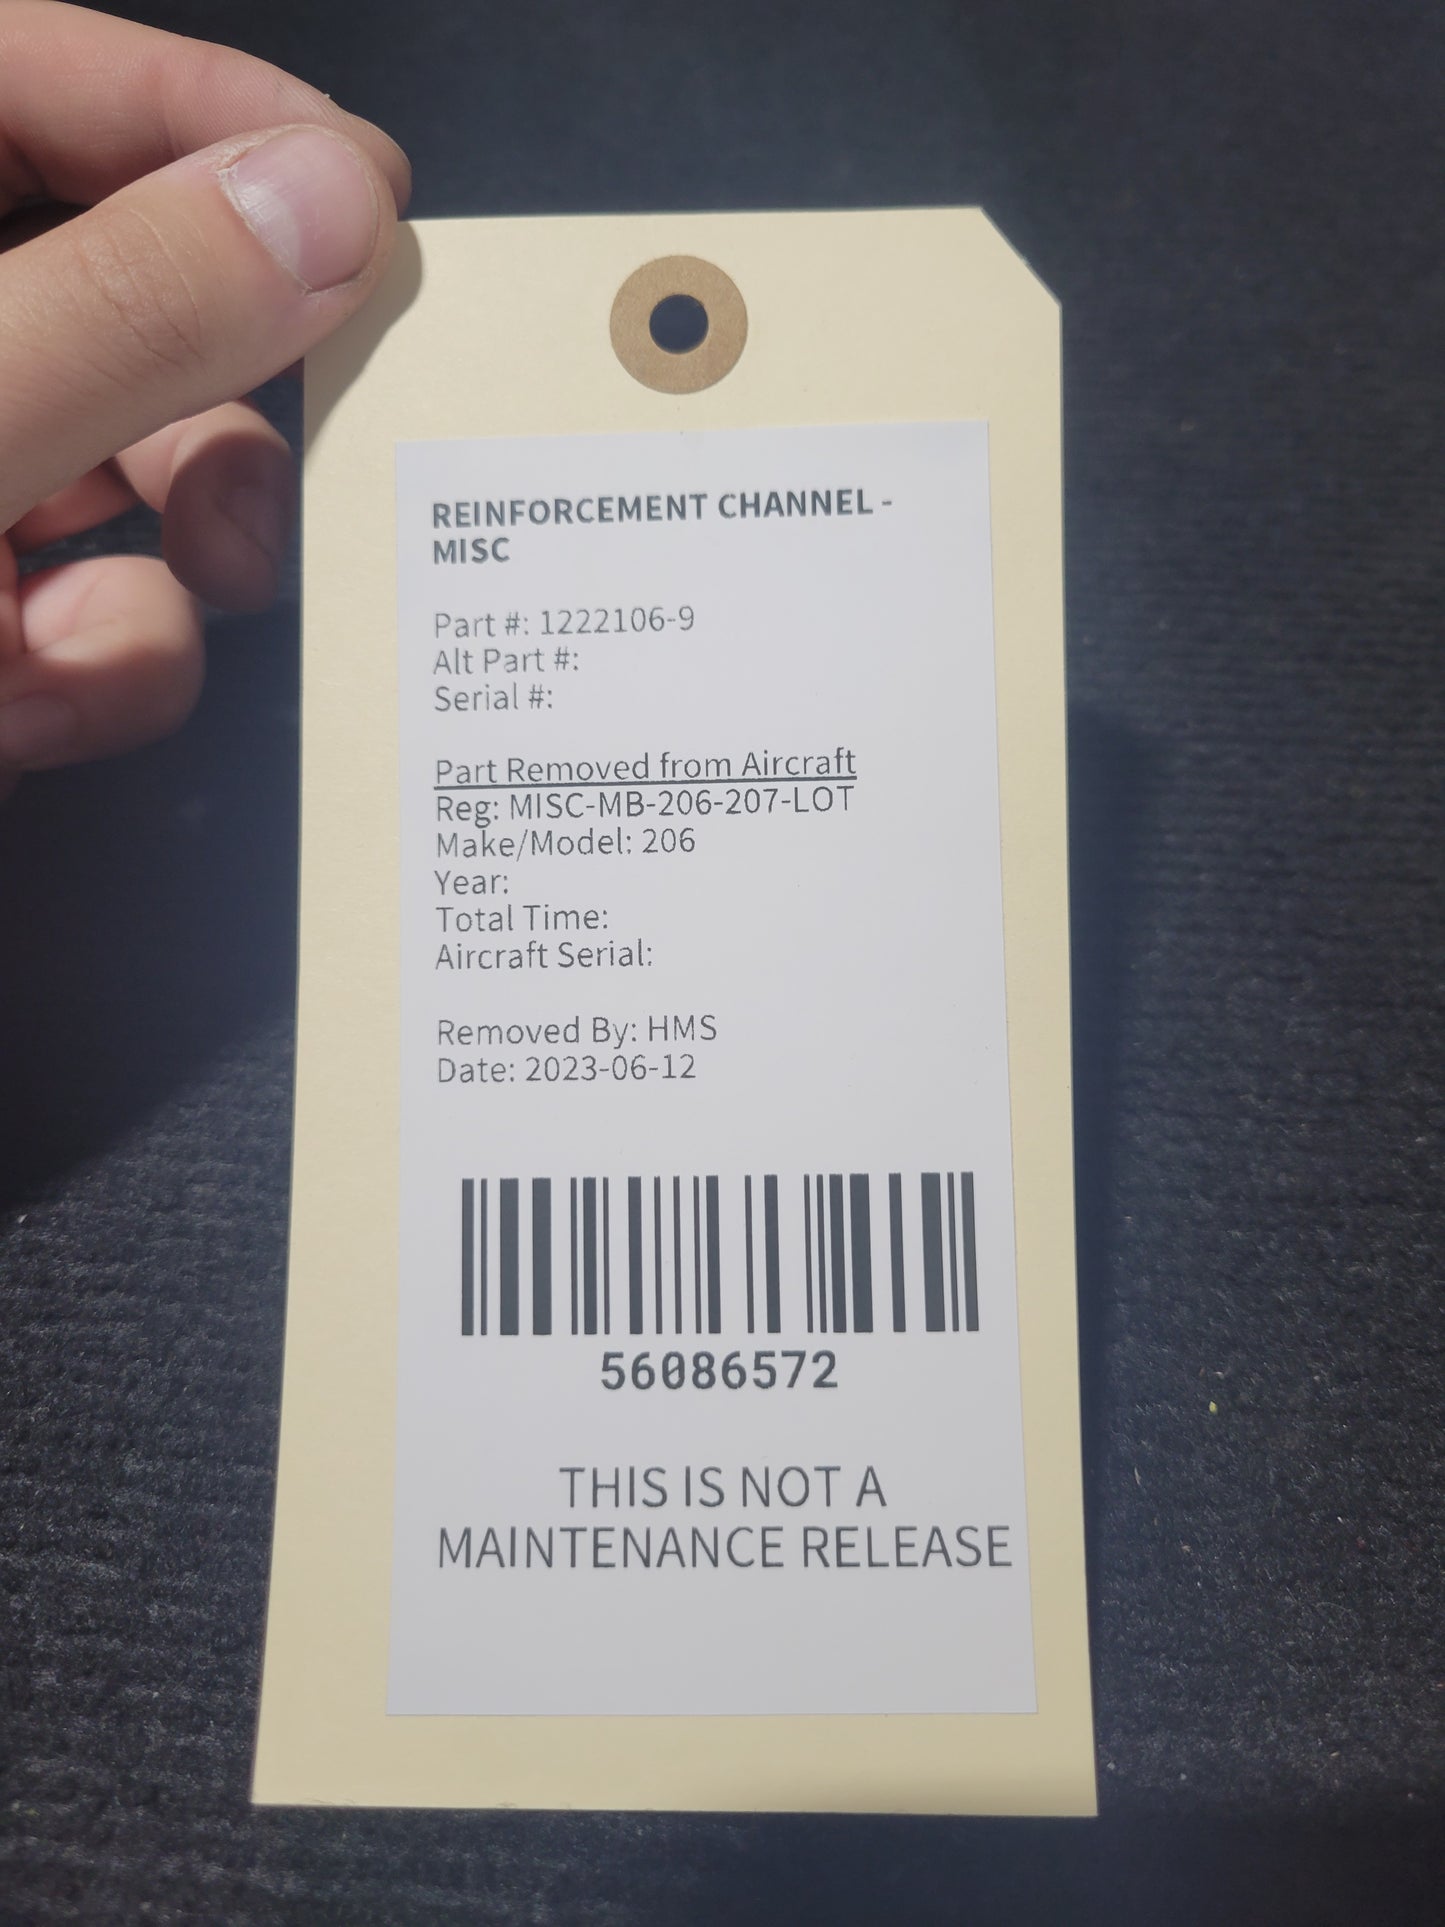 REINFORCEMENT CHANNEL -
MISC
Part #: 1222106-9
Alt Part #:
Serial #:
Part Removed from Aircraft
Reg: MISC-MB-206-207-LOT
Make/Model: 206
Year:
Total Time:
Aircraft Serial:
Removed By: HMS
Date: 2023-06-12
56086572
THIS IS NOT A
MAINTENANCE RELEASE